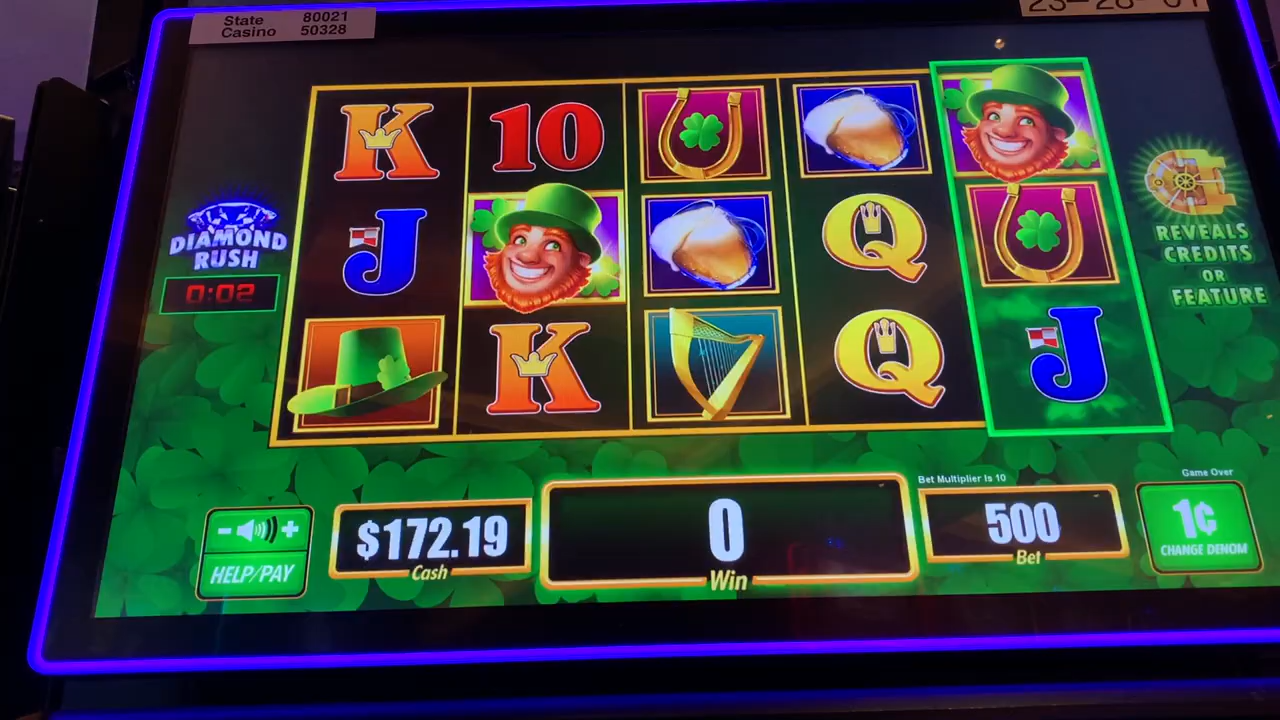 State 80021
Casino 50328
K 10
J Q
K Q J
DIAMOND
RUSH
0:02
REVEALS
CREDITS
OR
FEATURE
- +
HELP/PAY
$172.19
Cash
0
Win
Bet Multiplier Is 10
500
Bet
Game Over
1¢
CHANGE DENOM